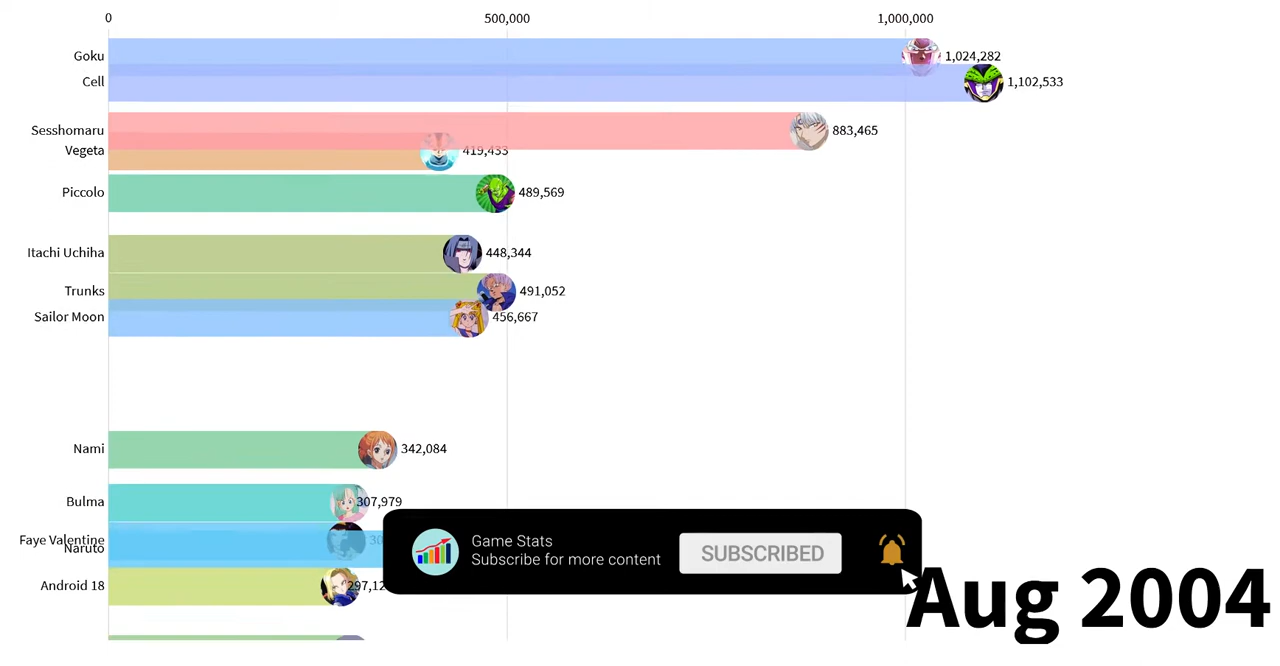 0 500,000 1,000,000
Goku 1,024,282
Cell 1,102,533
Sesshomaru 883,465
Vegeta 419,433
Piccolo 489,569
Itachi Uchiha 448,344
Trunks 491,052
Sailor Moon 456,667
Nami 342,084
Bulma 307,979
Faye Valentine
Naruto
Android 18
Game Stats
Subscribe for more content
SUBSCRIBED
Aug 2004